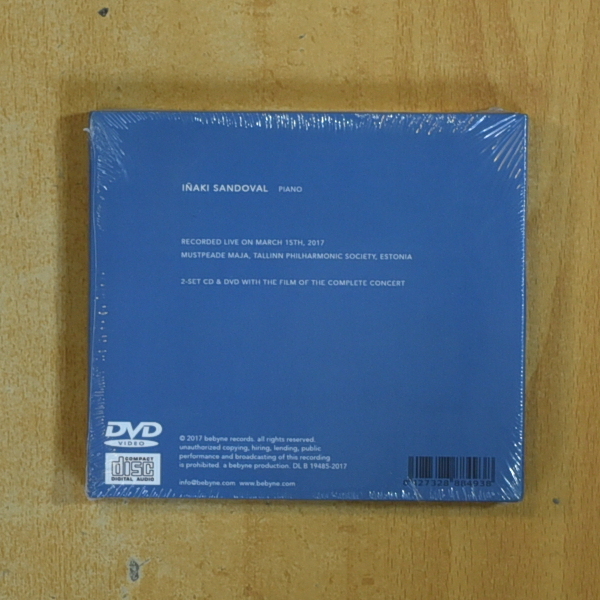 IÑAKI SANDOVAL PIANO
RECORDED LIVE ON MARCH 15TH, 2017
MUSTPEADE MAJA, TALLINN PHILHARMONIC SOCIETY, ESTONIA
2-SET CD & DVD WITH THE FILM OF THE COMPLETE CONCERT
DVD
VIDEO
COMPACT
disc
DIGITAL AUDIO
© 2017 bebyne records. all rights reserved.
unauthorized copying, hiring, lending, public
performance and broadcasting of this recording
is prohibited. a bebyne production. DL B 19485-2017
info@bebyne.com www.bebyne.com